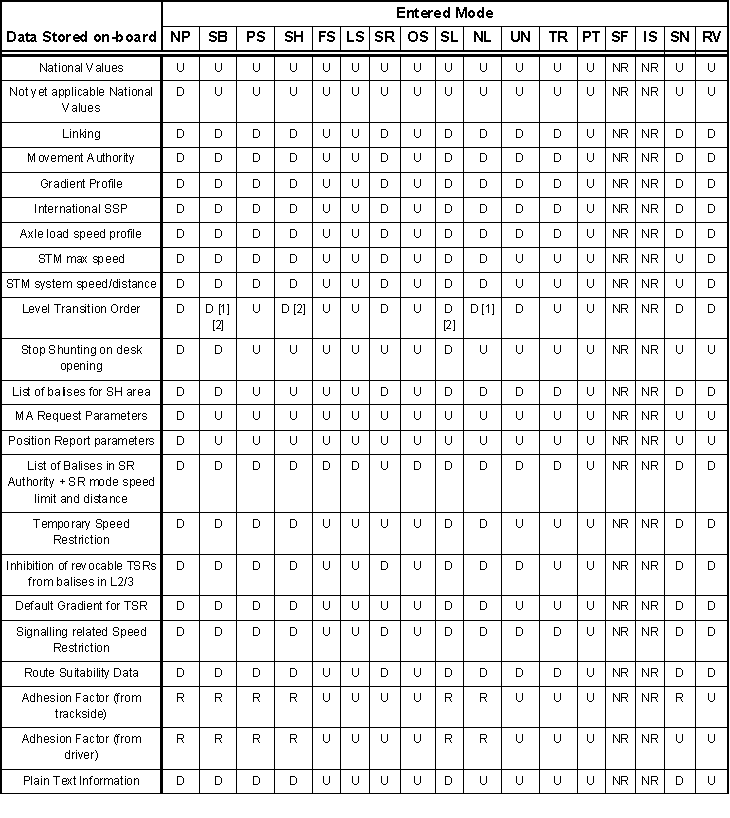 Entered Mode
Data Stored on-board NP SB PS SH FS LS SR OS SL NL UN TR PT SF IS SN RV
National Values U U U U U U U U U U U U U NR NR U U
Not yet applicable National D U U U U U U U U U U U U NR NR U U
Values
Linking D D D D U U D U D D D D U NR NR D D
Movement Authority D D D D U U D U D D D D U NR NR D D
Gradient Profile D D D D U U D U D D D D U NR NR D D
International SSP D D D D U U D U D D D D U NR NR D D
Axle load speed profile D D D D U U D U D D D D U NR NR D D
STM max speed D D D D U U D U D D U U U NR NR U D
STM system speed/distance D D D D U U D U D D U U U NR NR U D
Level Transition Order D D [1] U D [2] U U D U D D [1] D U U NR NR D D
[2] [2]
Stop Shunting on desk D D U U U U U U D U U U U NR NR U U
opening
List of balises for SH area D D U U U U D U D D D D U NR NR D D
MA Request Parameters D U U U U U U U U U U U U NR NR U U
Position Report parameters D U U U U U U U U U U U U NR NR U U
List of Balises in SR D D D D D D U D D D D D U NR NR D D
Authority + SR mode speed
limit and distance
Temporary Speed D D D D U U U U D D U U U NR NR D D
Restriction
Inhibition of revocable TSRs D D D D U U U U D D D U U NR NR D D
from balises in L2/3
Default Gradient for TSR D D D D U U U U D D U U U NR NR D D
Signalling related Speed D D D D U U D U D D D D U NR NR D D
Restriction
Route Suitability Data D D D D U U D U D D D D U NR NR D D
Adhesion Factor (from R R R R U U U U R R U U U NR NR R U
trackside)
Adhesion Factor (from R R R R U U U U R R U U U NR NR U U
driver)
Plain Text Information D D D D U U U U D U U U U NR NR D U